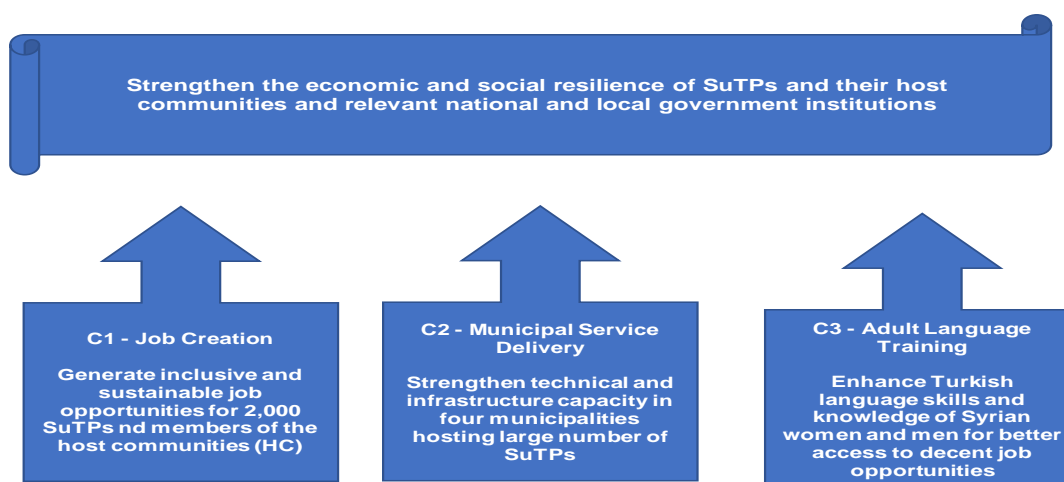 Strengthen the economic and social resilience of SuTPs and their host
communities and relevant national and local government institutions
C1 - Job Creation
Generate inclusive and
sustainable job
opportunities for 2,000
SuTPs nd members of the
host communities (HC)
C2 - Municipal Service
Delivery
Strengthen technical and
infrastructure capacity in
four municipalities
hosting large number of
SuTPs
C3 - Adult Language
Training
Enhance Turkish
language skills and
knowledge of Syrian
women and men for better
access to decent job
opportunities